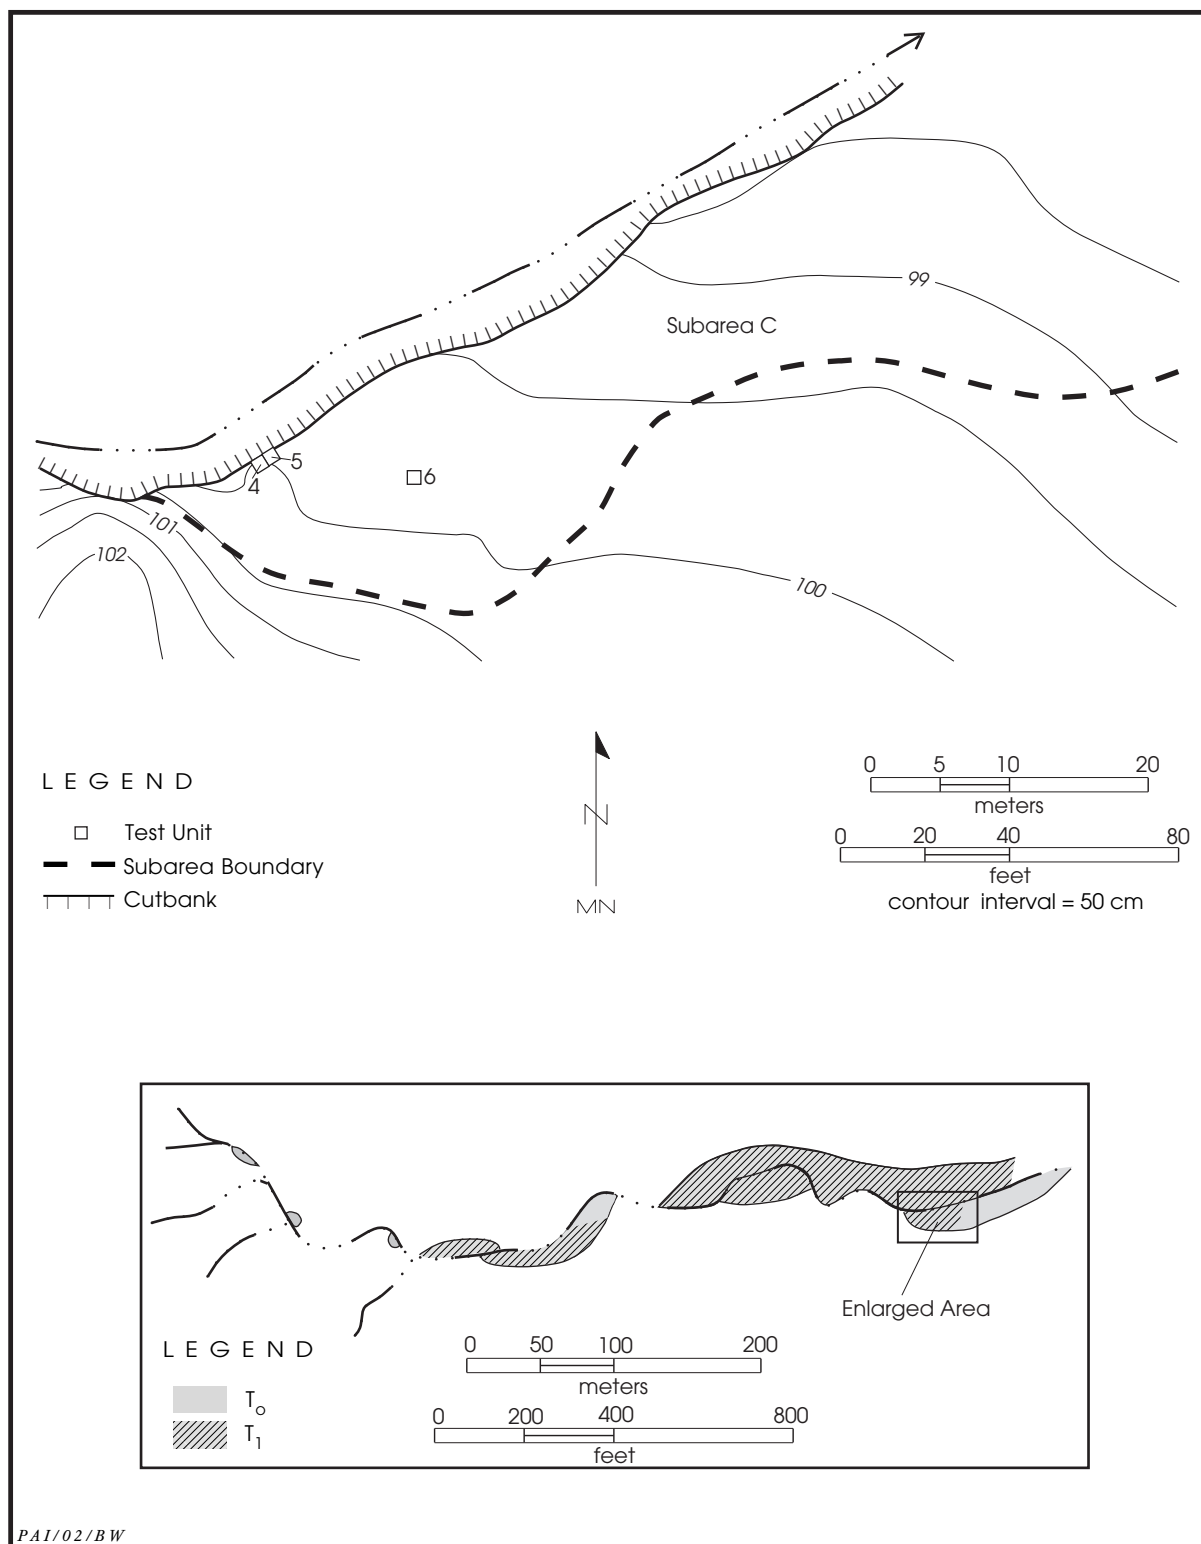 99
Subarea C
5
6
4
101
102
100
LEGEND
Test Unit
Subarea Boundary
Cutbank
N
MN
0 5 10 20
meters
0 20 40 80
feet
contour interval = 50 cm
Enlarged Area
LEGEND
To
T1
0 50 100 200
meters
0 200 400 800
feet
PAI/02/BW